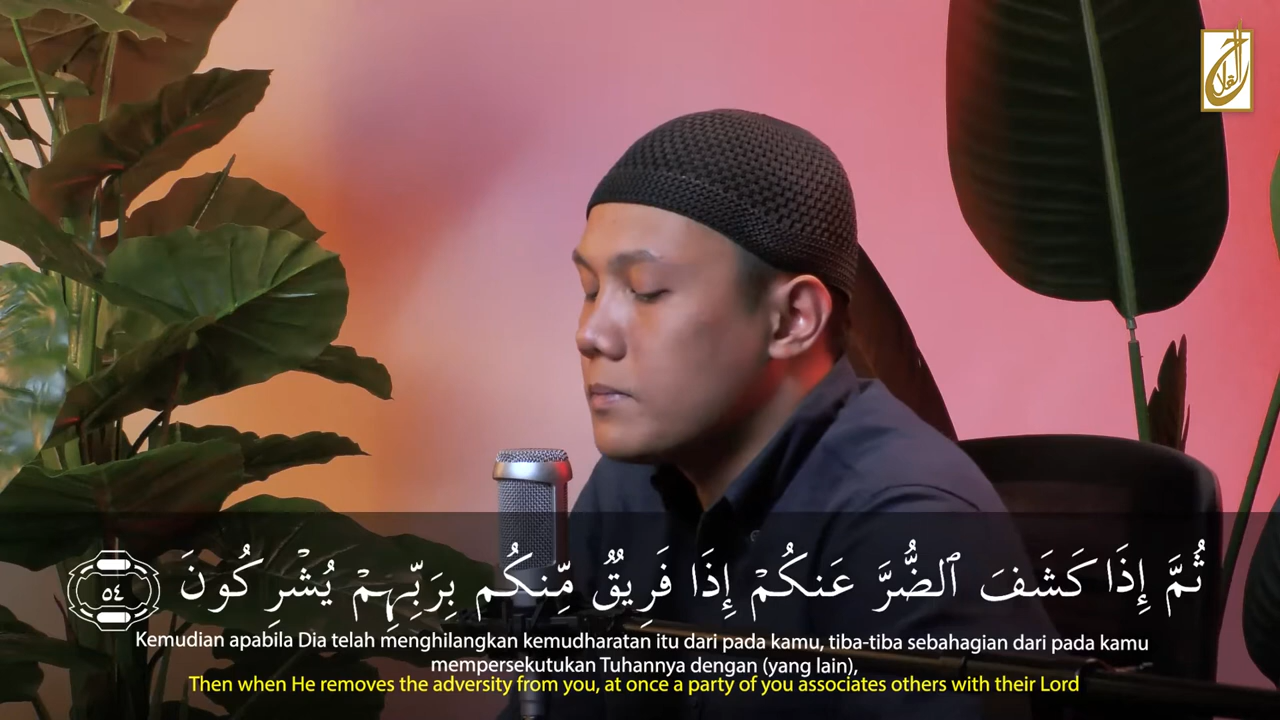 ثُمَّ إِذَا كَشَفَ ٱلضُّرَّ عَنكُمْ إِذَا فَرِيقٌ مِّنكُم بِرَبِّهِمْ يُشْرِكُونَ ٥٤
Kemudian apabila Dia telah menghilangkan kemudharatan itu dari pada kamu, tiba-tiba sebahagian dari pada kamu
mempersekutukan Tuhannya dengan (yang lain),
Then when He removes the adversity from you, at once a party of you associates others with their Lord